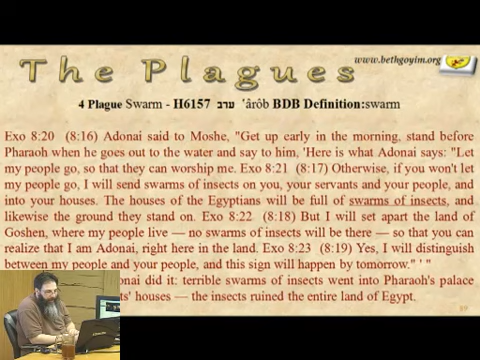 www.bethgoyim.org
The Plagues
4 Plague Swarm - H6157 ערב ʽârôb BDB Definition:swarm
Exo 8:20 (8:16) Adonai said to Moshe, "Get up early in the morning, stand before
Pharaoh when he goes out to the water and say to him, 'Here is what Adonai says: "Let
my people go, so that they can worship me. Exo 8:21 (8:17) Otherwise, if you won't let
my people go, I will send swarms of insects on you, your servants and your people, and
into your houses. The houses of the Egyptians will be full of swarms of insects, and
likewise the ground they stand on. Exo 8:22 (8:18) But I will set apart the land of
Goshen, where my people live — no swarms of insects will be there — so that you can
realize that I am Adonai, right here in the land. Exo 8:23 (8:19) Yes, I will distinguish
between my people and your people, and this sign will happen by tomorrow." ' "
did it: terrible swarms of insects went into Pharaoh's palace
houses — the insects ruined the entire land of Egypt.